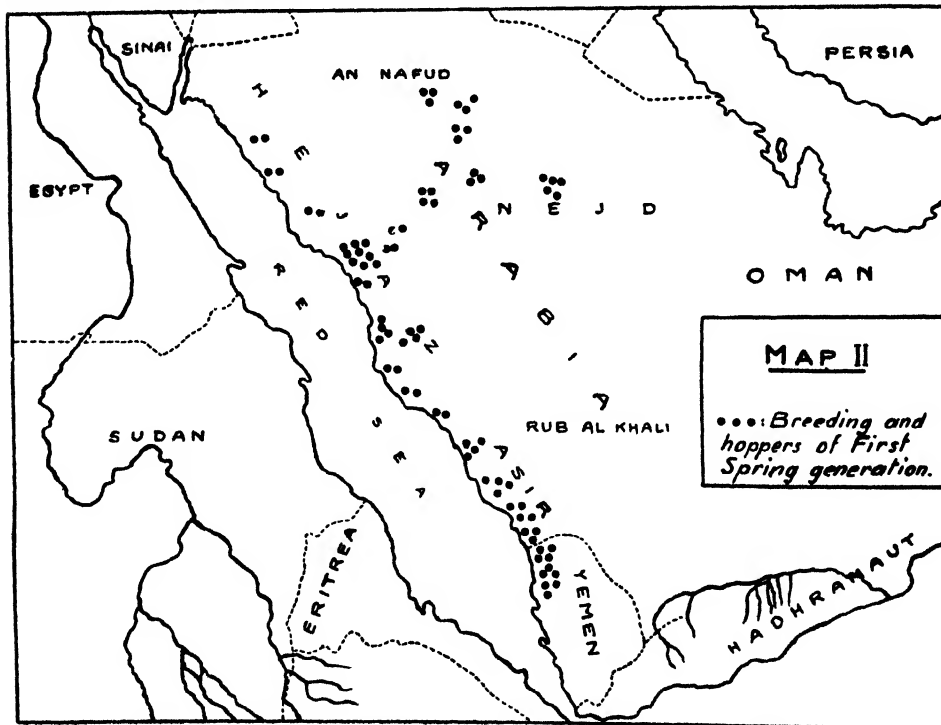 SINAI
AN NAFUD
PERSIA
HEJAZ
EGYPT
ARABIA
NEJD
OMAN
RED SEA
MAP II
•••: Breeding and
hoppers of First
Spring generation.
SUDAN
RUB AL KHALI
ASIR
ERITREA
YEMEN
HADHRAMAUT